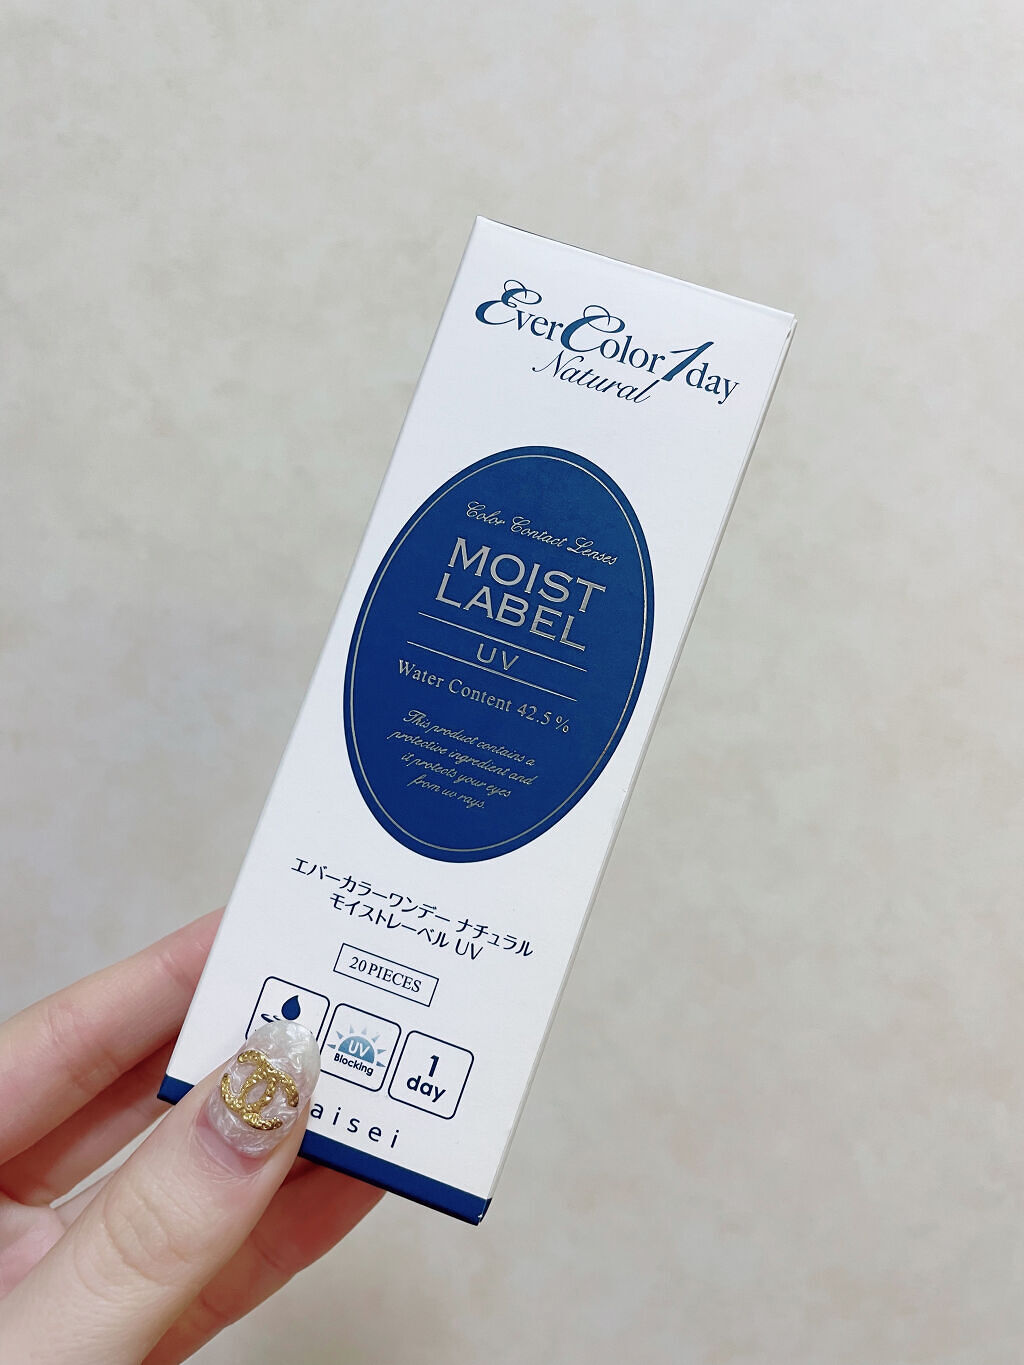 EverColor1day
Natural
Color Contact Lenses
MOIST
LABEL
UV
Water Content 42.5%
This product contains a
protective ingredient and
it protects your eyes
from uv rays.
エバーカラーワンデー ナチュラル
モイストレーベル UV
20PIECES
UV
Blocking
1
day
aisei